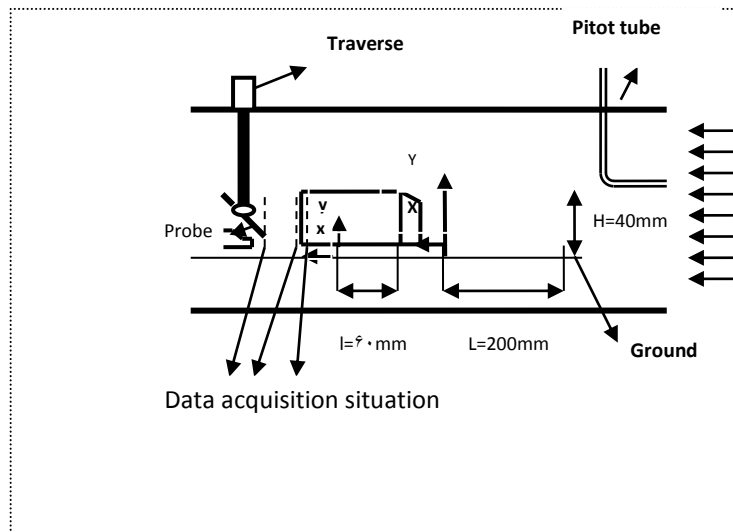 Pitot tube
Traverse
Y
y
X
x
Probe
H=40mm
l=۶۰mm
L=200mm
Ground
Data acquisition situation